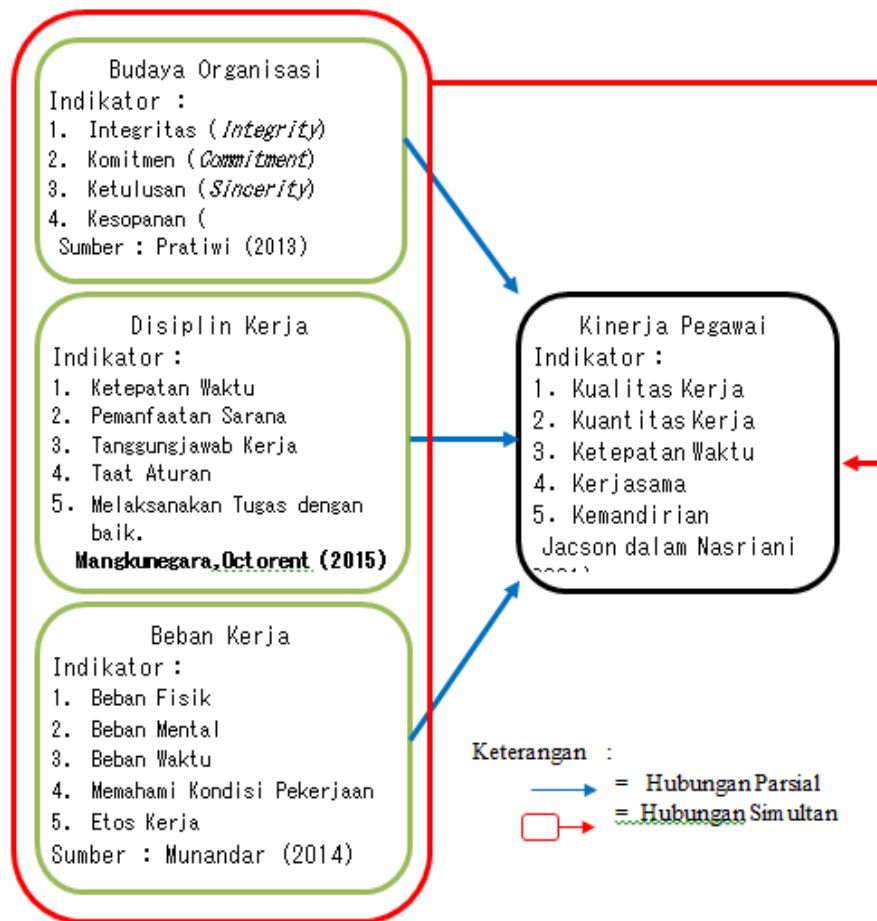 Budaya Organisasi
Indikator :
1. Integritas (Integrity)
2. Komitmen (Commitment)
3. Ketulusan (Sincerity)
4. Kesopanan (
Sumber : Pratiwi (2013)
Disiplin Kerja
Indikator :
1. Ketepatan Waktu
2. Pemanfaatan Sarana
3. Tanggungjawab Kerja
4. Taat Aturan
5. Melaksanakan Tugas dengan
baik.
Mangkunegara,Octorent (2015)
Beban Kerja
Indikator :
1. Beban Fisik
2. Beban Mental
3. Beban Waktu
4. Memahami Kondisi Pekerjaan
5. Etos Kerja
Sumber : Munandar (2014)
Kinerja Pegawai
Indikator :
1. Kualitas Kerja
2. Kuantitas Kerja
3. Ketepatan Waktu
4. Kerjasama
5. Kemandirian
Jacson dalam Nasriani
Keterangan :
= Hubungan Parsial
= Hubungan Simultan